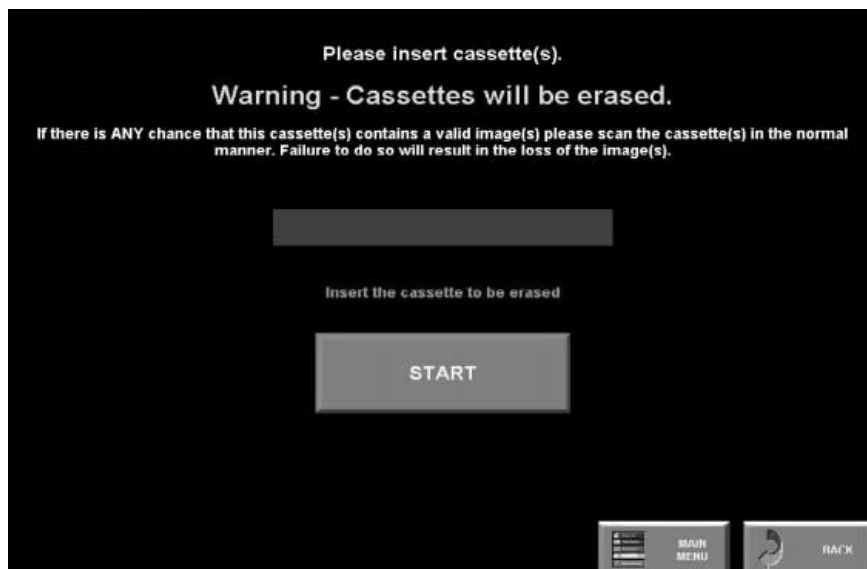 Please insert cassette(s).
Warning - Cassettes will be erased.
If there is ANY chance that this cassette(s) contains a valid image(s) please scan the cassette(s) in the normal
manner. Failure to do so will result in the loss of the image(s).
Insert the cassette to be erased
START
MAIN
MENU
BACK